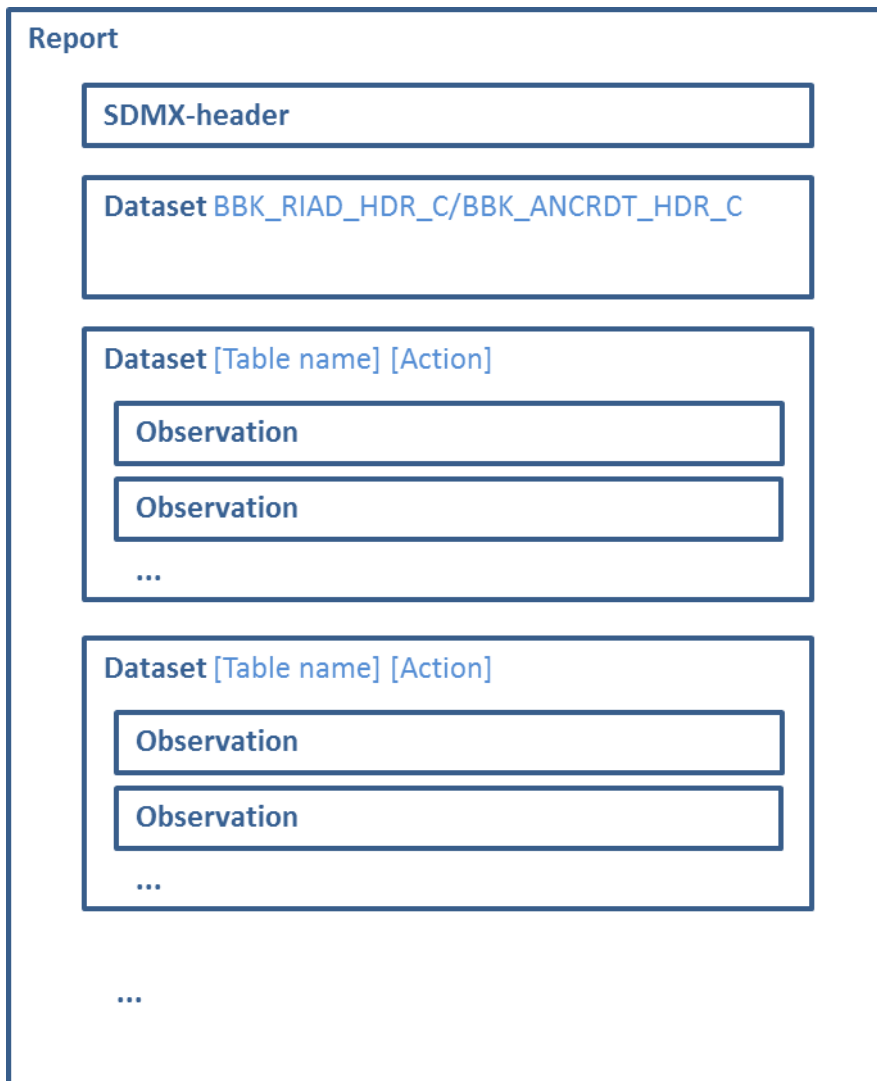 Report
SDMX-header
Dataset BBK_RIAD_HDR_C/BBK_ANCRDT_HDR_C
Dataset [Table name] [Action]
Observation
Observation
...
Dataset [Table name] [Action]
Observation
Observation
...
...